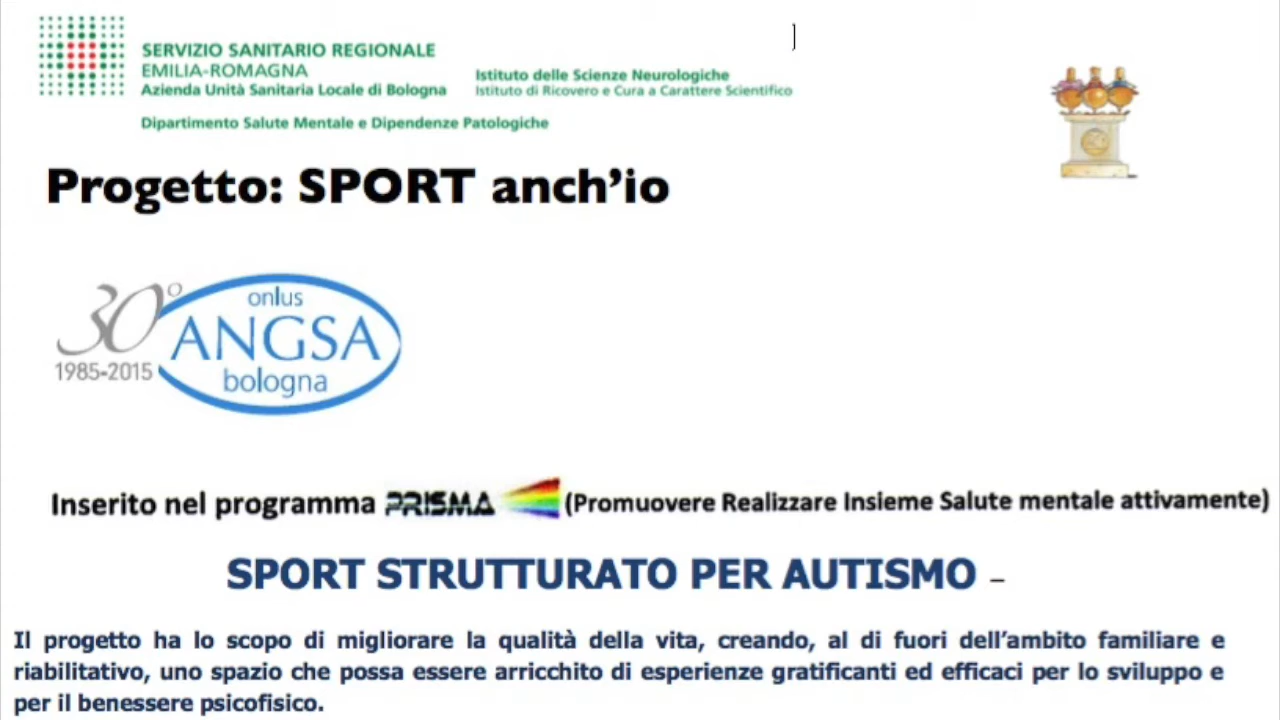 SERVIZIO SANITARIO REGIONALE
EMILIA-ROMAGNA
Azienda Unità Sanitaria Locale di Bologna
Istituto delle Scienze Neurologiche
Istituto di Ricovero e Cura a Carattere Scientifico
Dipartimento Salute Mentale e Dipendenze Patologiche
Progetto: SPORT anch’io
30°
1985-2015
onlus
ANGSA
bologna
Inserito nel programma PRISMA (Promuovere Realizzare Insieme Salute mentale attivamente)
SPORT STRUTTURATO PER AUTISMO –
Il progetto ha lo scopo di migliorare la qualità della vita, creando, al di fuori dell’ambito familiare e
riabilitativo, uno spazio che possa essere arricchito di esperienze gratificanti ed efficaci per lo sviluppo e
per il benessere psicofisico.